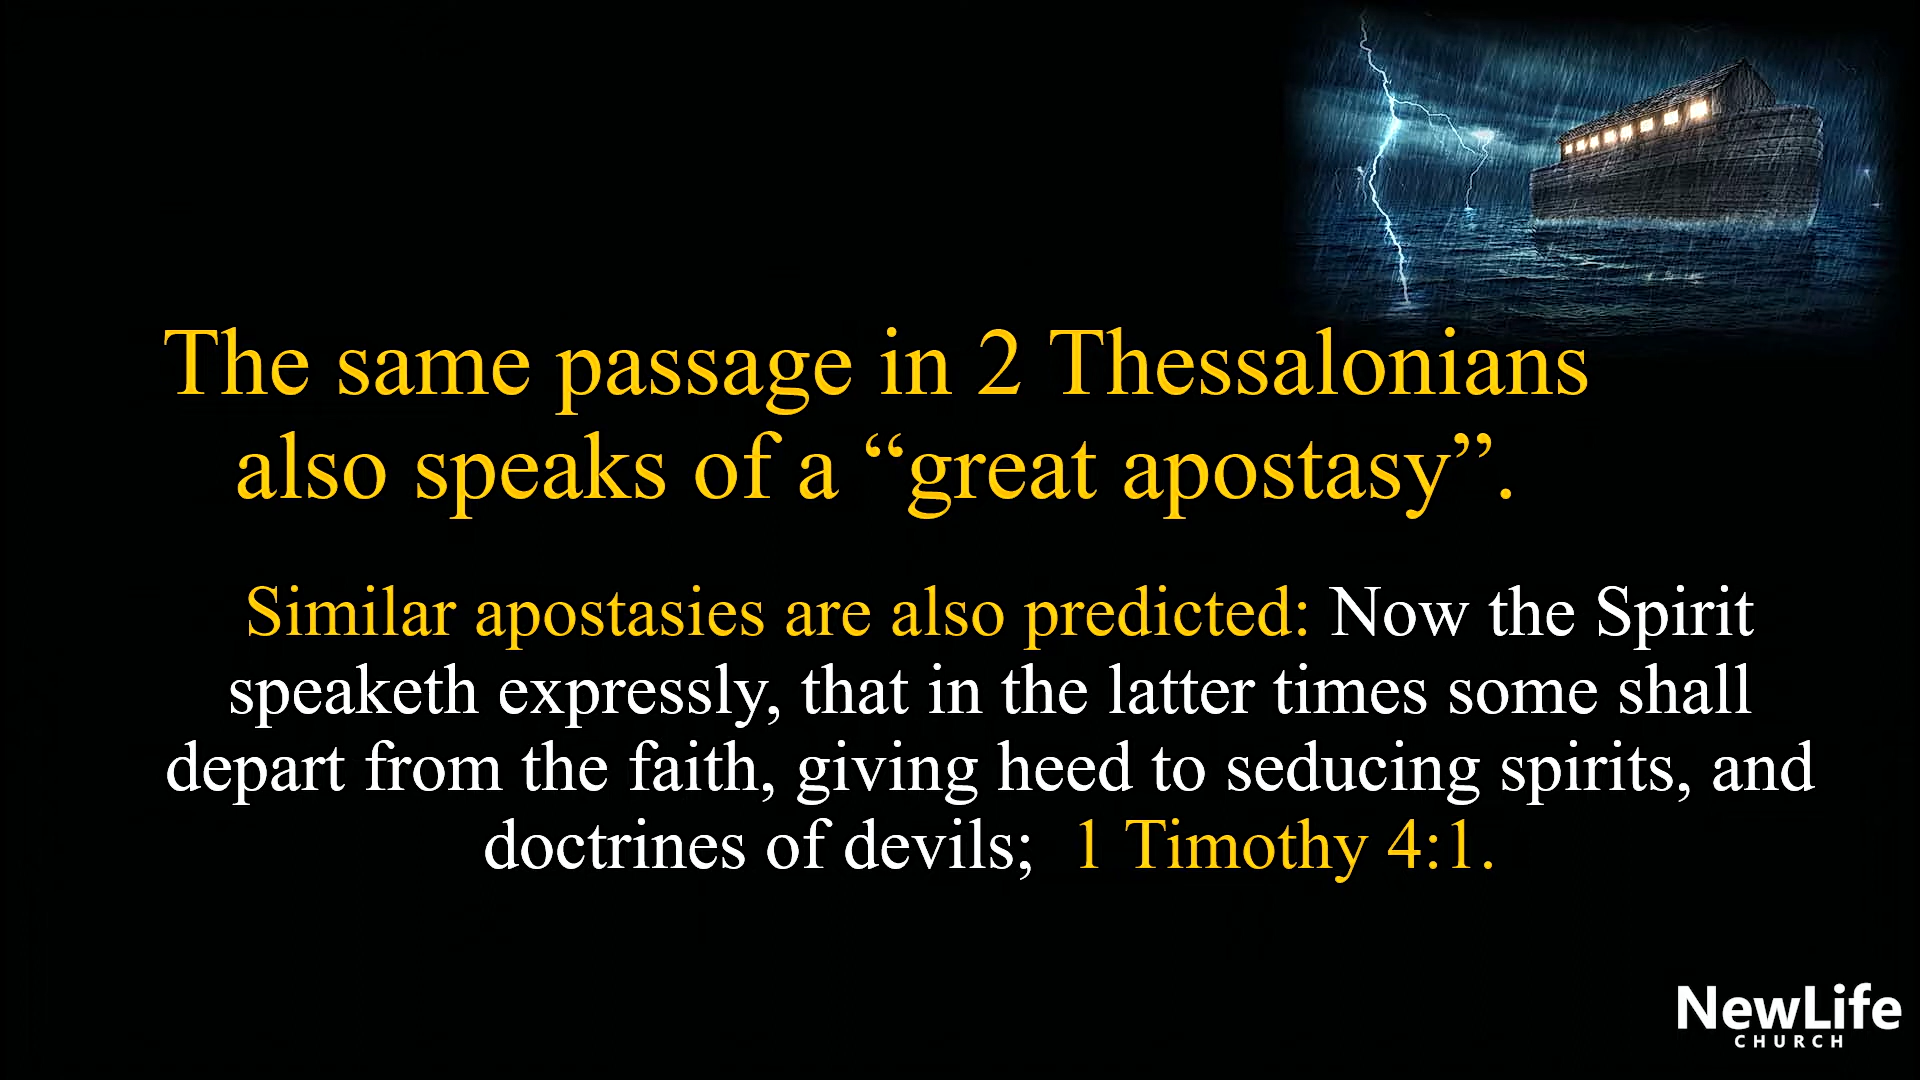 The same passage in 2 Thessalonians
also speaks of a “great apostasy”.
Similar apostasies are also predicted: Now the Spirit
speaketh expressly, that in the latter times some shall
depart from the faith, giving heed to seducing spirits, and
doctrines of devils;  1 Timothy 4:1.
NewLife
CHURCH